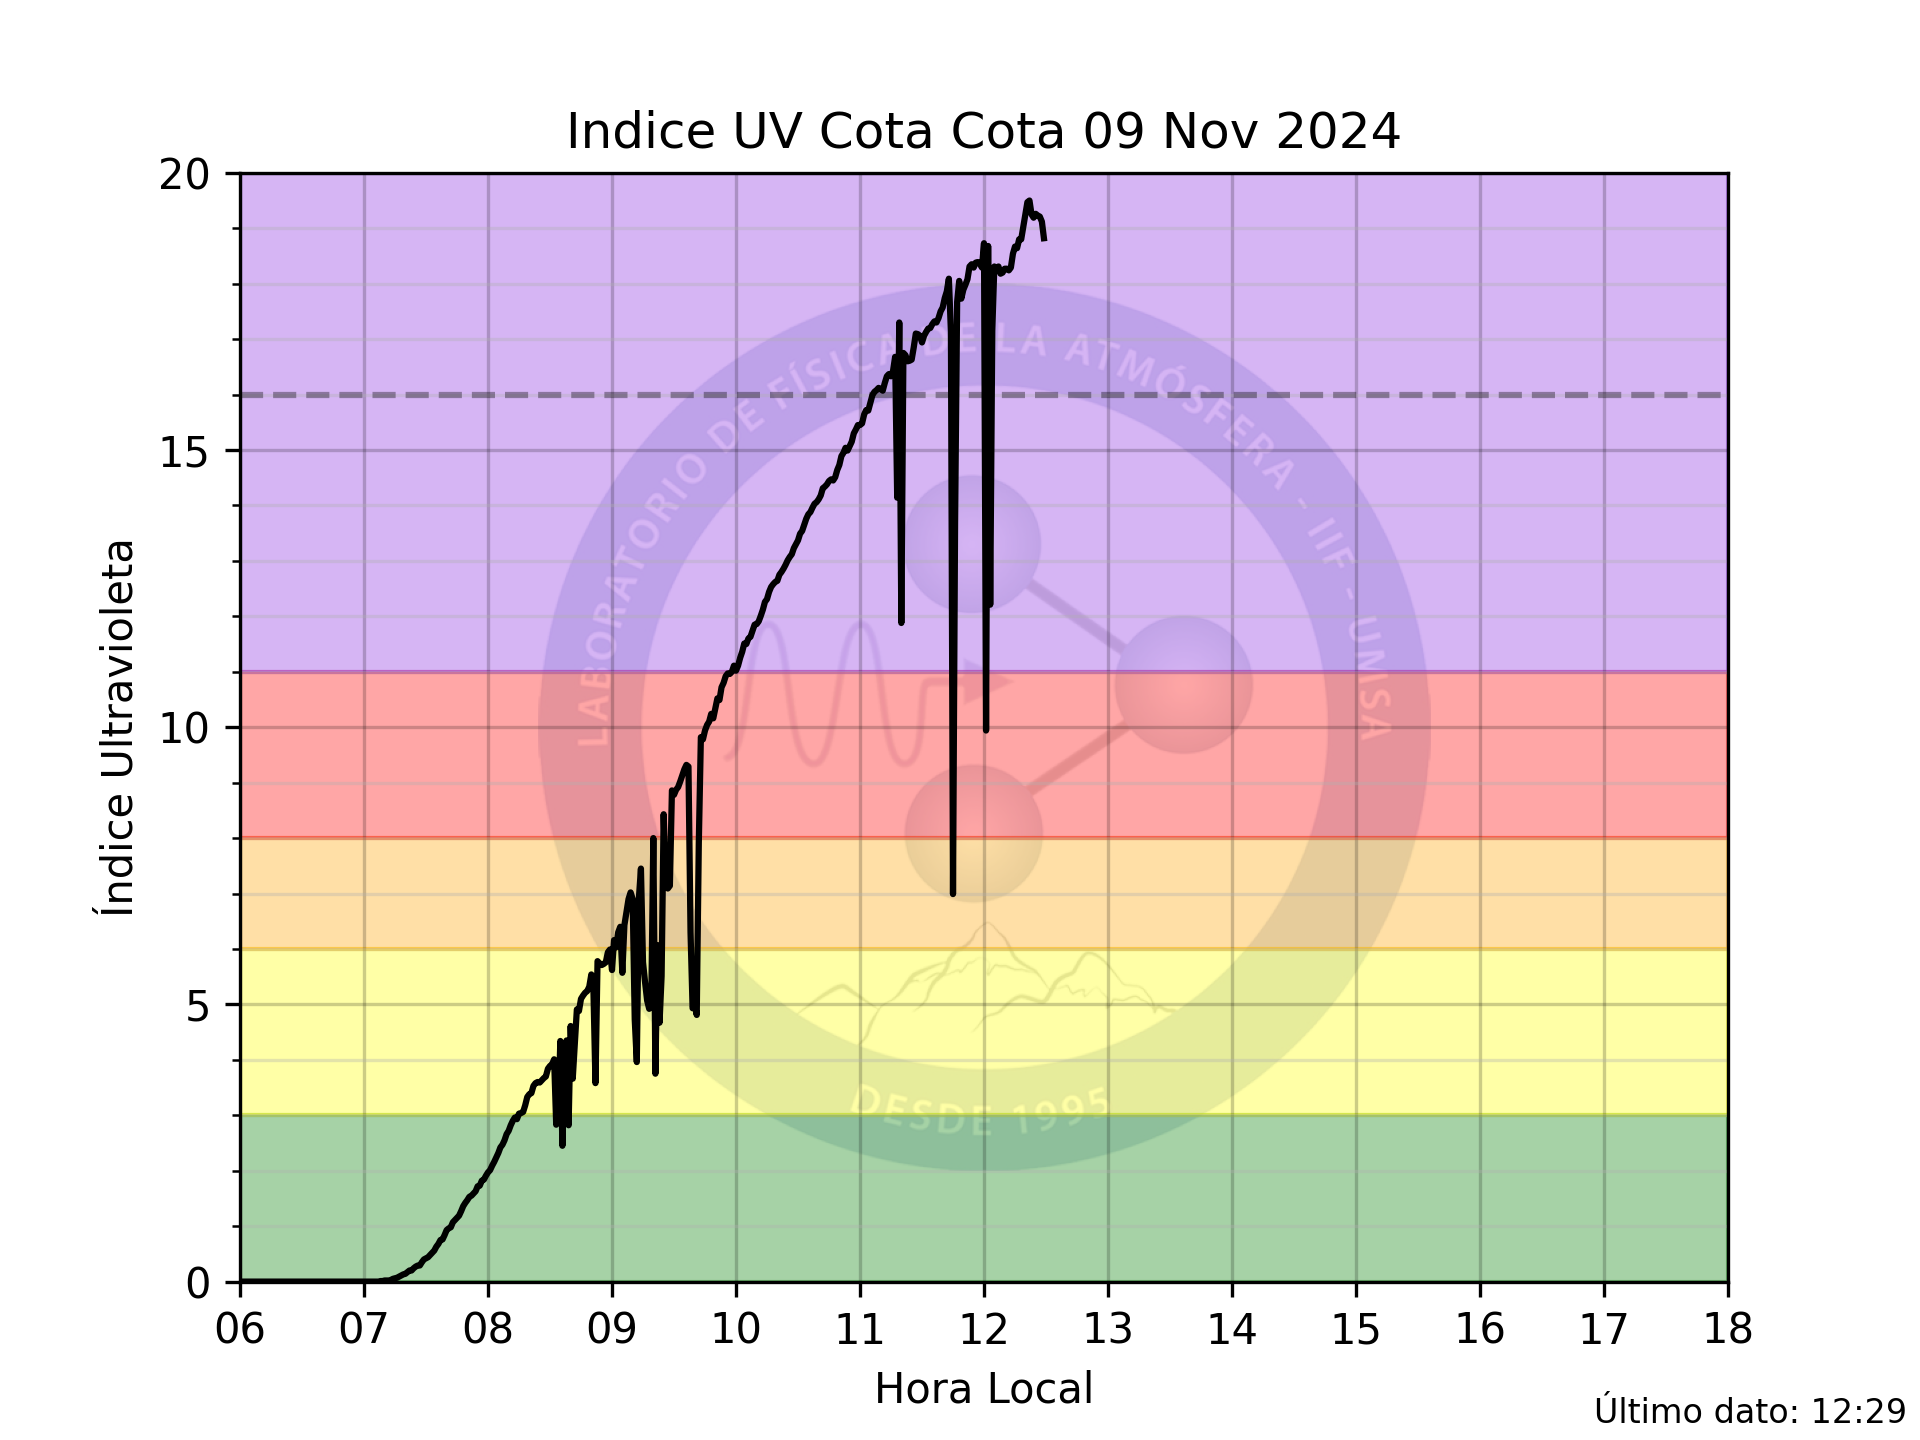 Indice UV Cota Cota 09 Nov 2024
20
15
10
5
0
Índice Ultravioleta
LABORATORIO DE FÍSICA DE LA ATMÓSFERA - IIF - UMSA
DESDE 1995
06 07 08 09 10 11 12 13 14 15 16 17 18
Hora Local
Último dato: 12:29